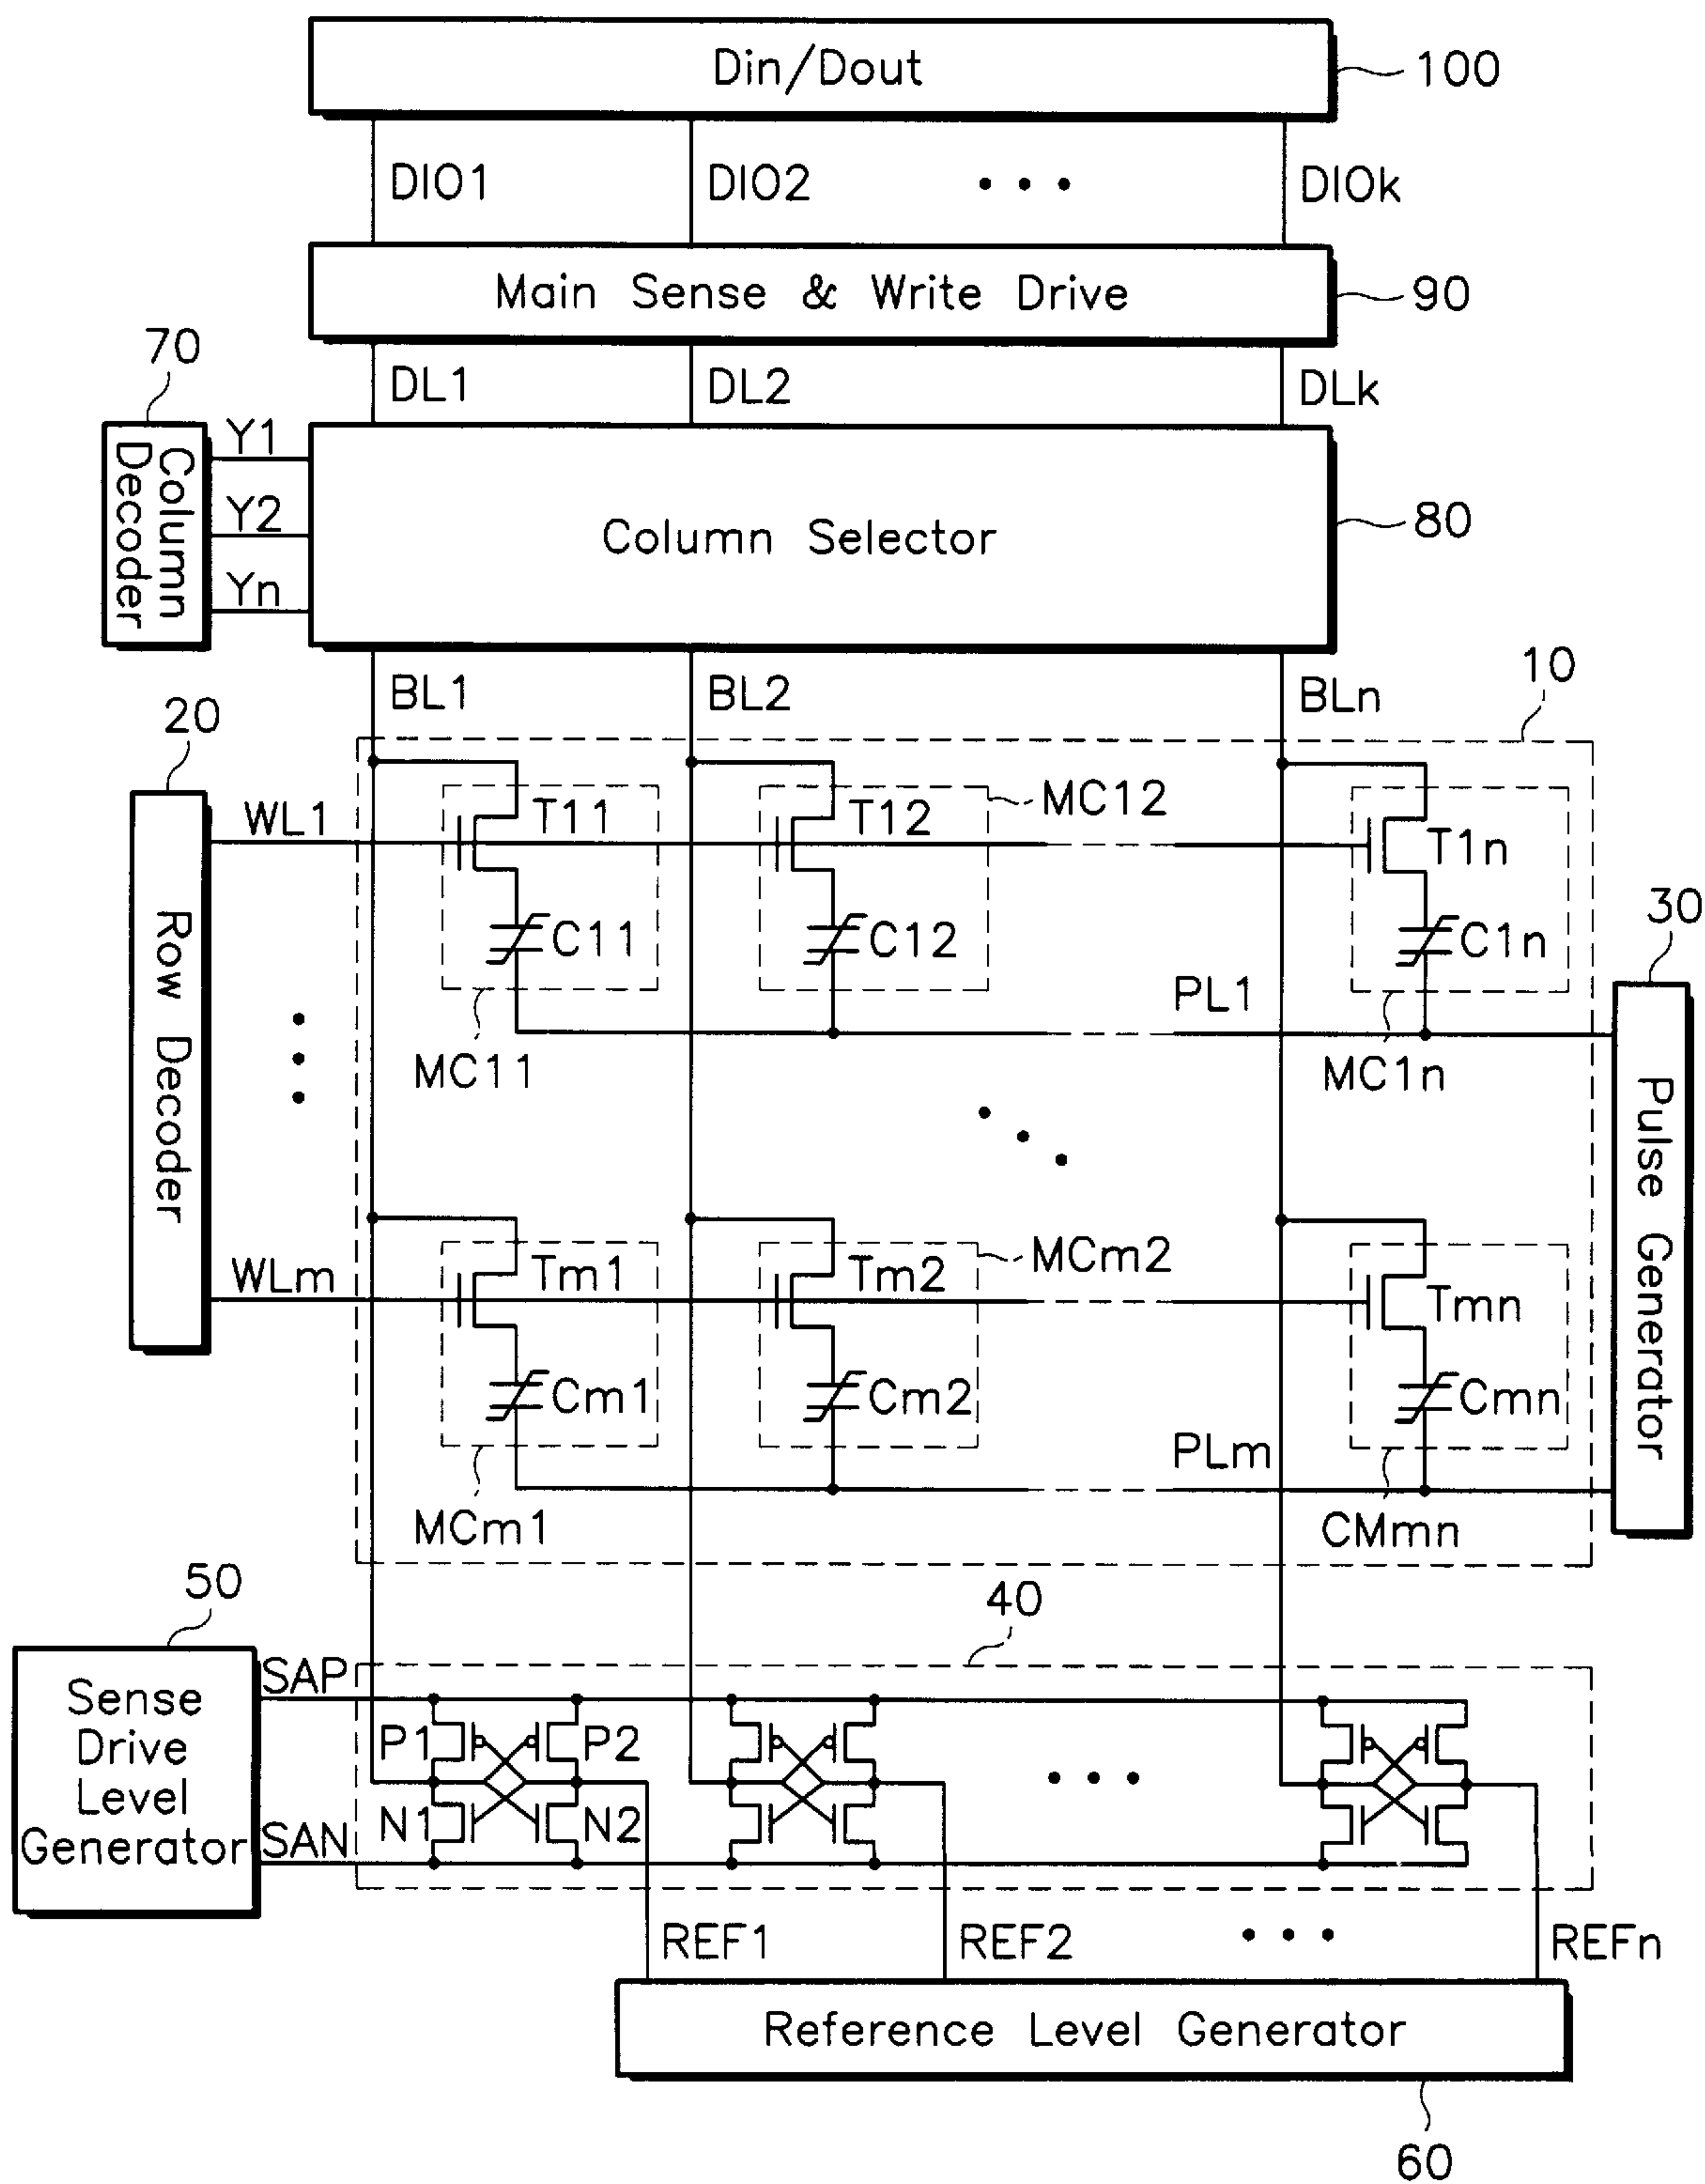 Din/Dout
100
DIO1
DIO2
DIOk
Main Sense & Write Drive
90
70
DL1
DL2
DLk
Column
Decoder
Y1
Y2
Yn
Column Selector
80
10
BL1
BL2
BLn
20
WL1
T11
T12
MC12
T1n
30
Row Decoder
C11
C12
C1n
PL1
MC11
MC1n
Pulse Generator
WLm
Tm1
Tm2
MCm2
Tmn
Cm1
Cm2
Cmn
PLm
MCm1
CMmn
50
40
Sense
Drive
Level
Generator
SAP
P1
P2
N1
N2
SAN
REF1
REF2
REFn
Reference Level Generator
60